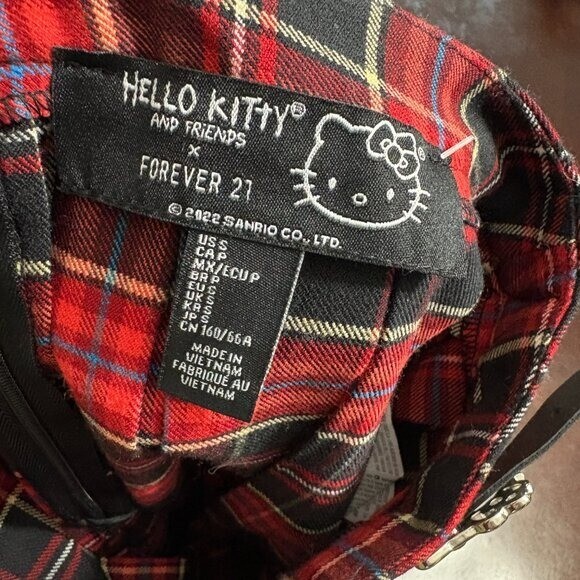 HELLO KITTY®
AND FRIENDS
X
FOREVER 21
© 2022 SANRIO CO., LTD.
US S
CA P
MX/ECU P
BR P
EU S
UK S
KR S
JP S
CN 160/66A
MADE IN
VIETNAM
FABRIQUE AU
VIETNAM